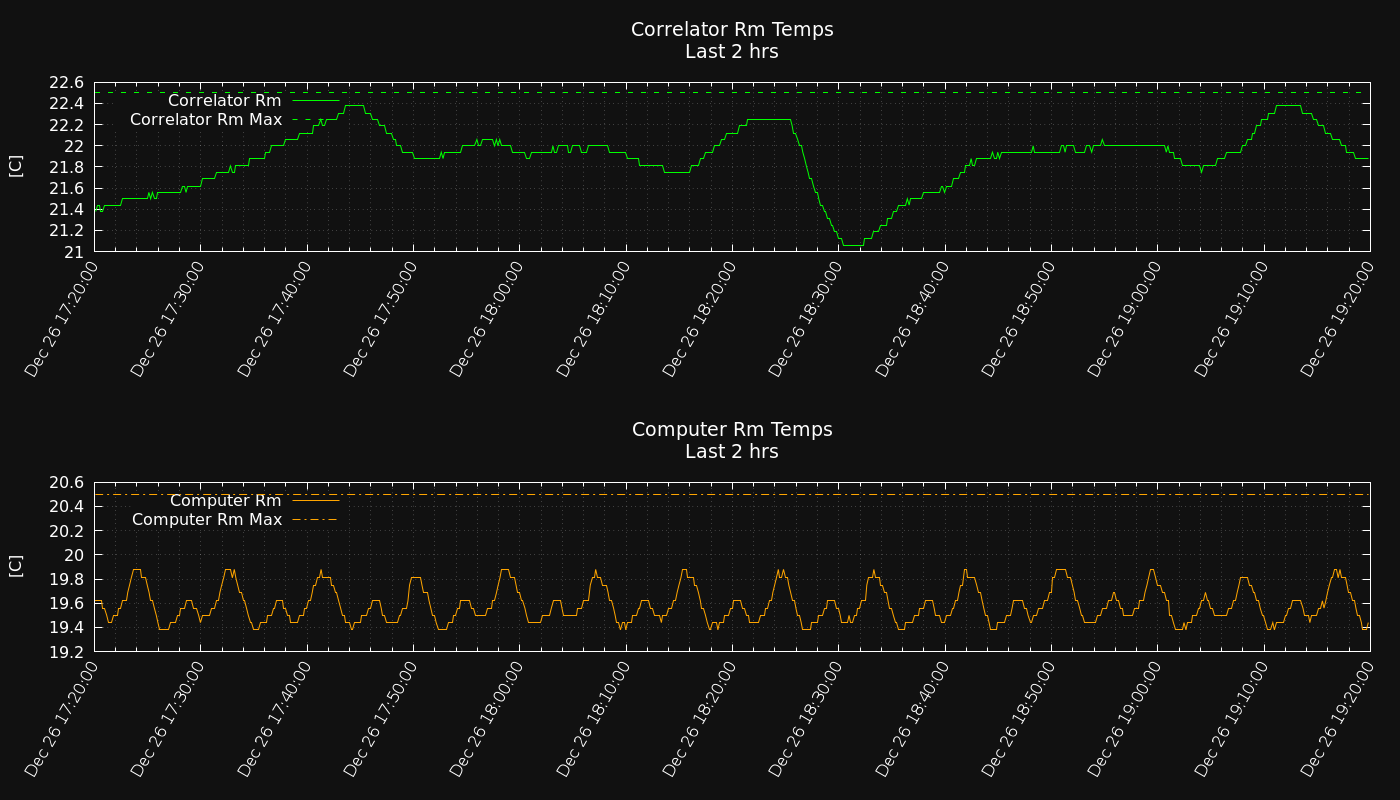 Correlator Rm Temps
Last 2 hrs
[C]
22.6
22.4
22.2
22
21.8
21.6
21.4
21.2
21
Correlator Rm
Correlator Rm Max
Dec 26 17:20:00
Dec 26 17:30:00
Dec 26 17:40:00
Dec 26 17:50:00
Dec 26 18:00:00
Dec 26 18:10:00
Dec 26 18:20:00
Dec 26 18:30:00
Dec 26 18:40:00
Dec 26 18:50:00
Dec 26 19:00:00
Dec 26 19:10:00
Dec 26 19:20:00
Computer Rm Temps
Last 2 hrs
[C]
20.6
20.4
20.2
20
19.8
19.6
19.4
19.2
Computer Rm
Computer Rm Max
Dec 26 17:20:00
Dec 26 17:30:00
Dec 26 17:40:00
Dec 26 17:50:00
Dec 26 18:00:00
Dec 26 18:10:00
Dec 26 18:20:00
Dec 26 18:30:00
Dec 26 18:40:00
Dec 26 18:50:00
Dec 26 19:00:00
Dec 26 19:10:00
Dec 26 19:20:00